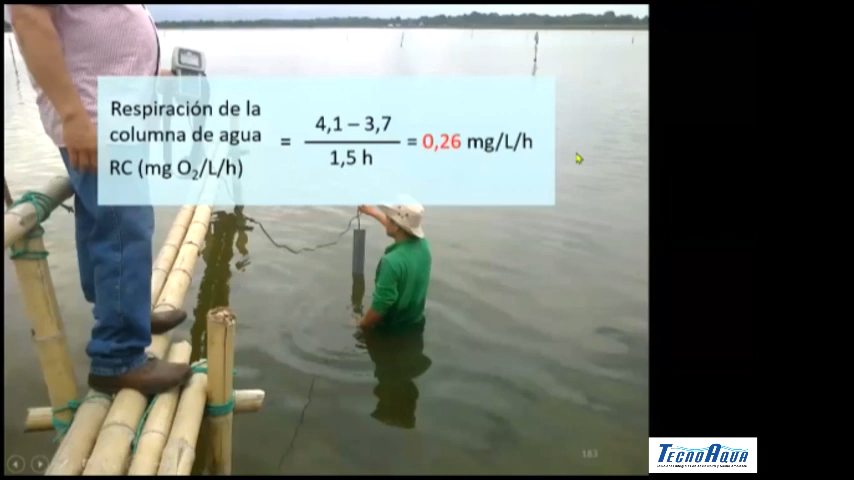 Respiración de la
columna de agua
RC (mg O₂/L/h)
=
4,1 – 3,7
1,5 h
= 0,26 mg/L/h
183
TECNOAQUA